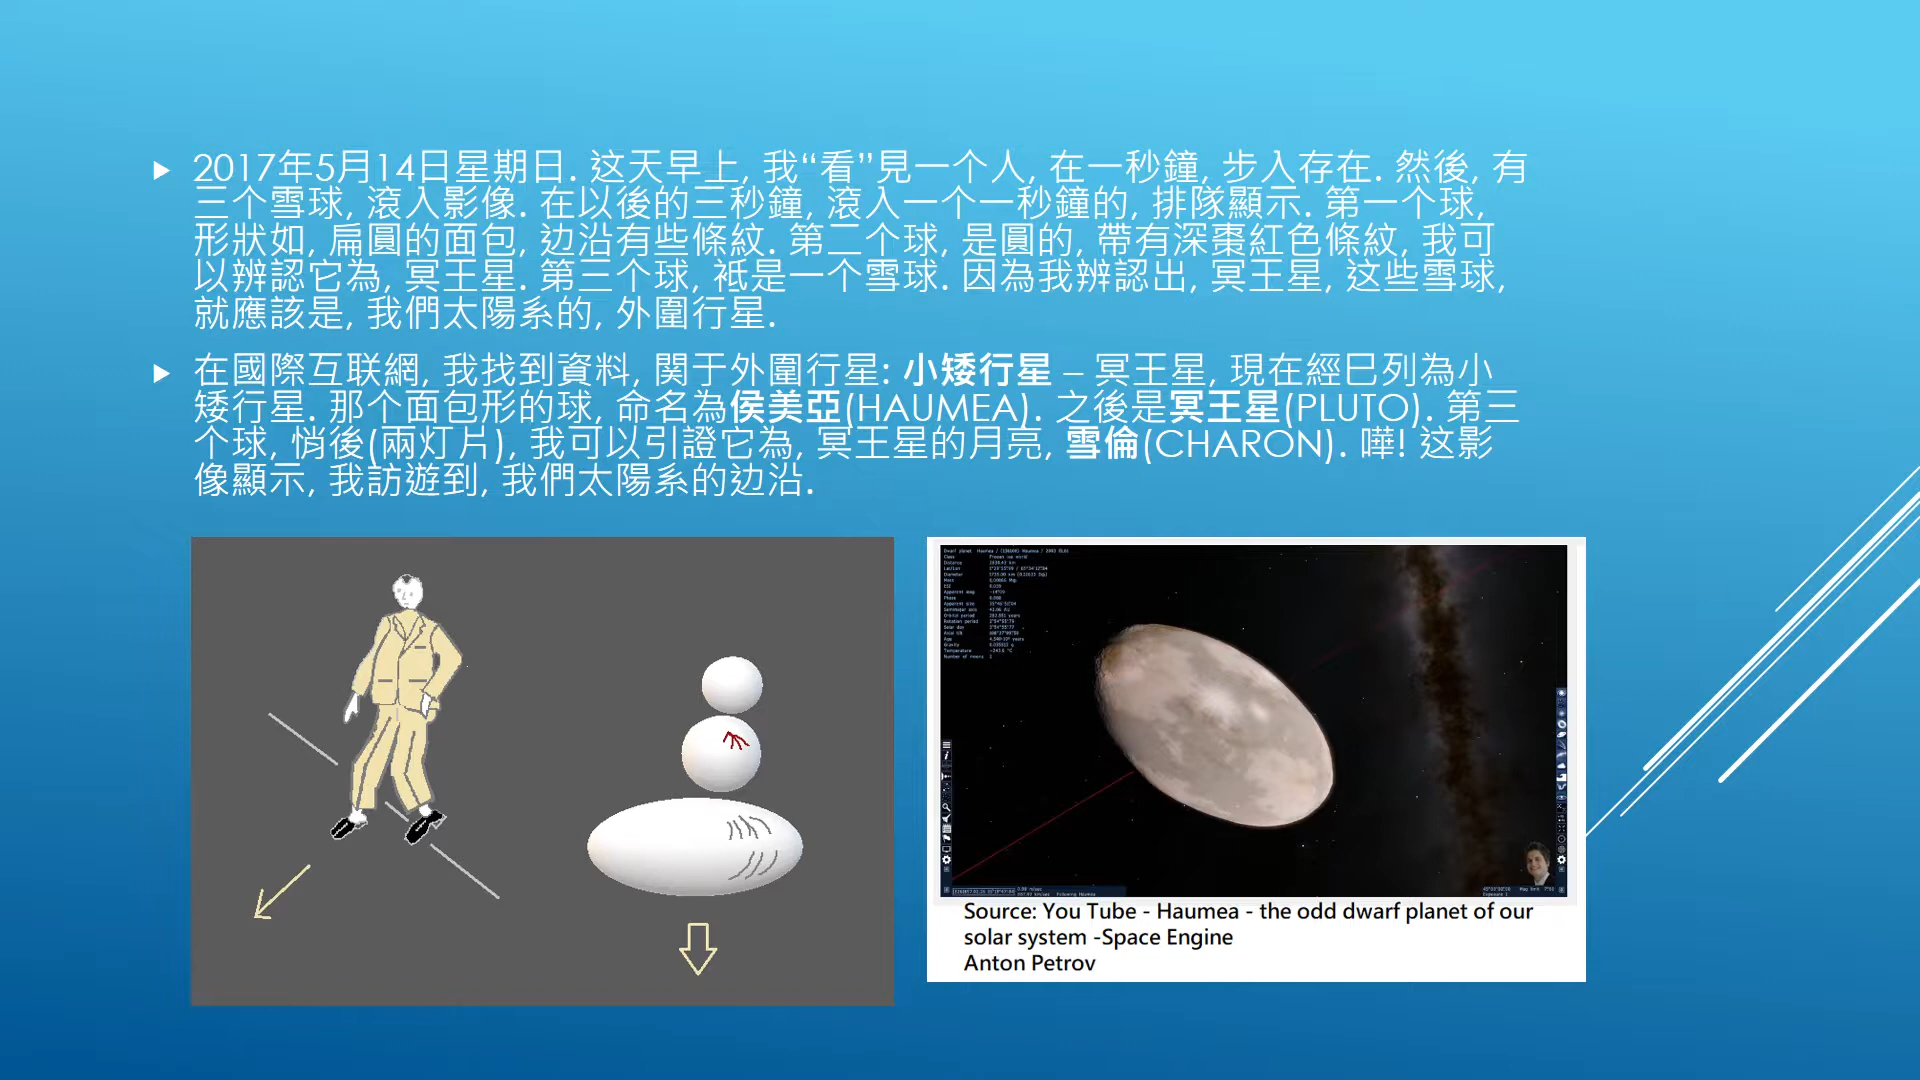 2017年5月14日星期日. 这天早上, 我“看”見一个人, 在一秒鐘, 步入存在. 然後, 有
三个雪球, 滾入影像. 在以後的三秒鐘, 滾入一个一秒鐘的, 排隊顯示. 第一个球,
形狀如, 扁圓的面包, 边沿有些條紋. 第二个球, 是圓的, 帶有深棗紅色條紋, 我可
以辨認它為, 冥王星. 第三个球, 衹是一个雪球. 因為我辨認出, 冥王星, 这些雪球,
就應該是, 我們太陽系的, 外圍行星.
在國際互联網, 我找到資料, 関于外圍行星: 小矮行星 – 冥王星, 現在經巳列為小
矮行星. 那个面包形的球, 命名為侯美亞(HAUMEA). 之後是冥王星(PLUTO). 第三
个球, 悄後(兩灯片), 我可以引證它為, 冥王星的月亮, 雪倫(CHARON). 嘩! 这影
像顯示, 我訪遊到, 我們太陽系的边沿.
Source: You Tube - Haumea - the odd dwarf planet of our
solar system -Space Engine
Anton Petrov